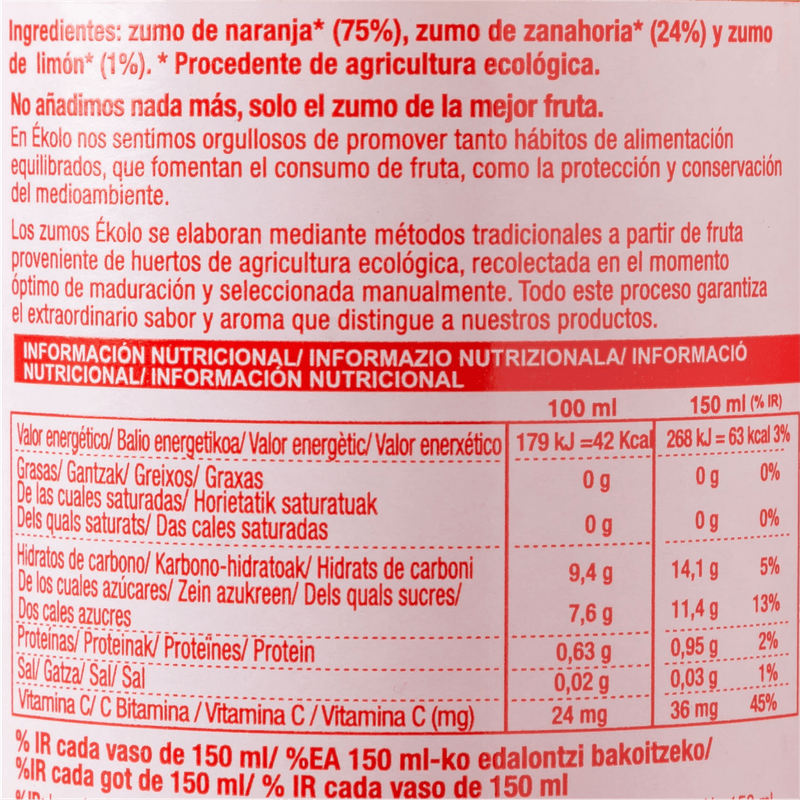 Ingredientes: zumo de naranja* (75%), zumo de zanahoria* (24%) y zumo
de limón* (1%). * Procedente de agricultura ecológica.
No añadimos nada más, solo el zumo de la mejor fruta.
En Ékolo nos sentimos orgullosos de promover tanto hábitos de alimentación
equilibrados, que fomentan el consumo de fruta, como la protección y conservación
del medioambiente.
Los zumos Ékolo se elaboran mediante métodos tradicionales a partir de fruta
proveniente de huertos de agricultura ecológica, recolectada en el momento
óptimo de maduración y seleccionada manualmente. Todo este proceso garantiza
el extraordinario sabor y aroma que distingue a nuestros productos.
INFORMACIÓN NUTRICIONAL/ INFORMAZIO NUTRIZIONALA/ INFORMACIÓ
NUTRICIONAL/ INFORMACIÓN NUTRICIONAL
100 ml 150 ml (% IR)
Valor energético/ Balio energetikoa/ Valor energètic/ Valor enerxético 179 kJ =42 Kcal 268 kJ = 63 kcal 3%
Grasas/ Gantzak/ Greixos/ Graxas 0 g 0 g 0%
De las cuales saturadas/ Horietatik saturatuak
Dels quals saturats/ Das cales saturadas 0 g 0 g 0%
Hidratos de carbono/ Karbono-hidratoak/ Hidrats de carboni 9,4 g 14,1 g 5%
De los cuales azúcares/ Zein azukreen/ Dels quals sucres/
Dos cales azucres 7,6 g 11,4 g 13%
Proteínas/ Proteinak/ Proteïnes/ Protein 0,63 g 0,95 g 2%
Sal/ Gatza/ Sal/ Sal 0,02 g 0,03 g 1%
Vitamina C/ C Bitamina / Vitamina C / Vitamina C (mg) 24 mg 36 mg 45%
% IR cada vaso de 150 ml/ %EA 150 ml-ko edalontzi bakoitzeko/
%IR cada got de 150 ml/ % IR cada vaso de 150 ml